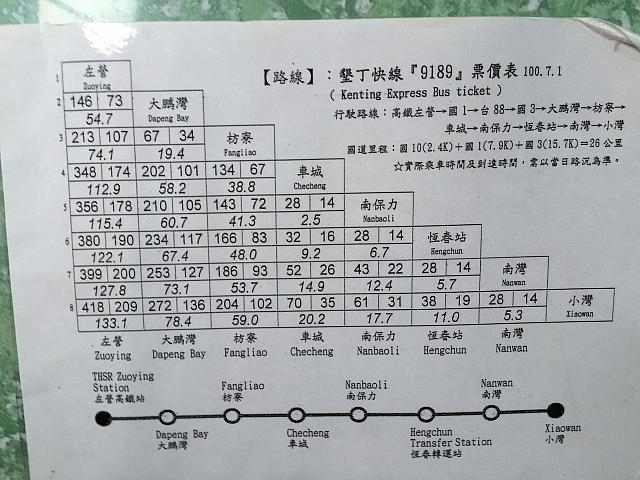 【路線】：墾丁快線『9189』票價表 100.7.1
( Kenting Express Bus ticket )
行駛路線：高鐵左營→國1→台88→國3→大鵬灣→枋寮→
車城→南保力→恆春站→南灣→小灣
國道里程：國10(2.4K)+國1(7.9K)+國3(15.7K)=26公里
☆實際乘車時間及到達時間，需以當日路況為準。
1 左營
Zuoying
2 146 73 大鵬灣
54.7 Dapeng Bay
3 213 107 67 34 枋寮
74.1 19.4 Fangliao
4 348 174 202 101 134 67 車城
112.9 58.2 38.8 Checheng
5 356 178 210 105 143 72 28 14 南保力
115.4 60.7 41.3 2.5 Nanbaoli
6 380 190 234 117 166 83 32 16 28 14 恆春站
122.1 67.4 48.0 9.2 6.7 Hengchun
7 399 200 253 127 186 93 52 26 43 22 28 14 南灣
127.8 73.1 53.7 14.9 12.4 5.7 Nanwan
8 418 209 272 136 204 102 70 35 61 31 38 19 28 14 小灣
133.1 78.4 59.0 20.2 17.7 11.0 5.3 Xiaowan
左營 大鵬灣 枋寮 車城 南保力 恆春站 南灣
Zuoying Dapeng Bay Fangliao Checheng Nanbaoli Hengchun Nanwan
THSR Zuoying
Station
左營高鐵站
Fangliao
枋寮
Nanbaoli
南保力
Nanwan
南灣
Dapeng Bay
大鵬灣
Checheng
車城
Hengchun
Transfer Station
恆春轉運站
Xiaowan
小灣